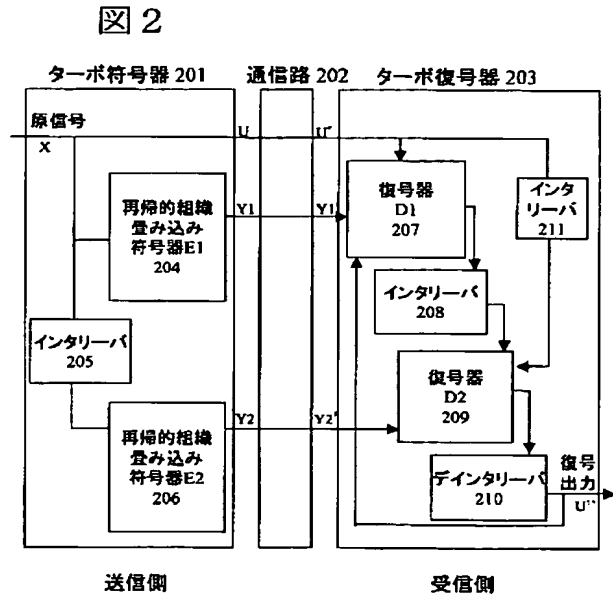 図2
ターボ符号器 201
通信路 202
ターボ復号器 203
原信号
X
U
U'
再帰的組織
畳み込み
符号器E1
204
Y1
Y1'
復号器
D1
207
インタ
リーバ
211
インタリーバ
208
インタリーバ
205
復号器
D2
209
再帰的組織
畳み込み
符号器E2
206
Y2
Y2'
デインタリーバ
210
復号
出力
U''
送信側
受信側